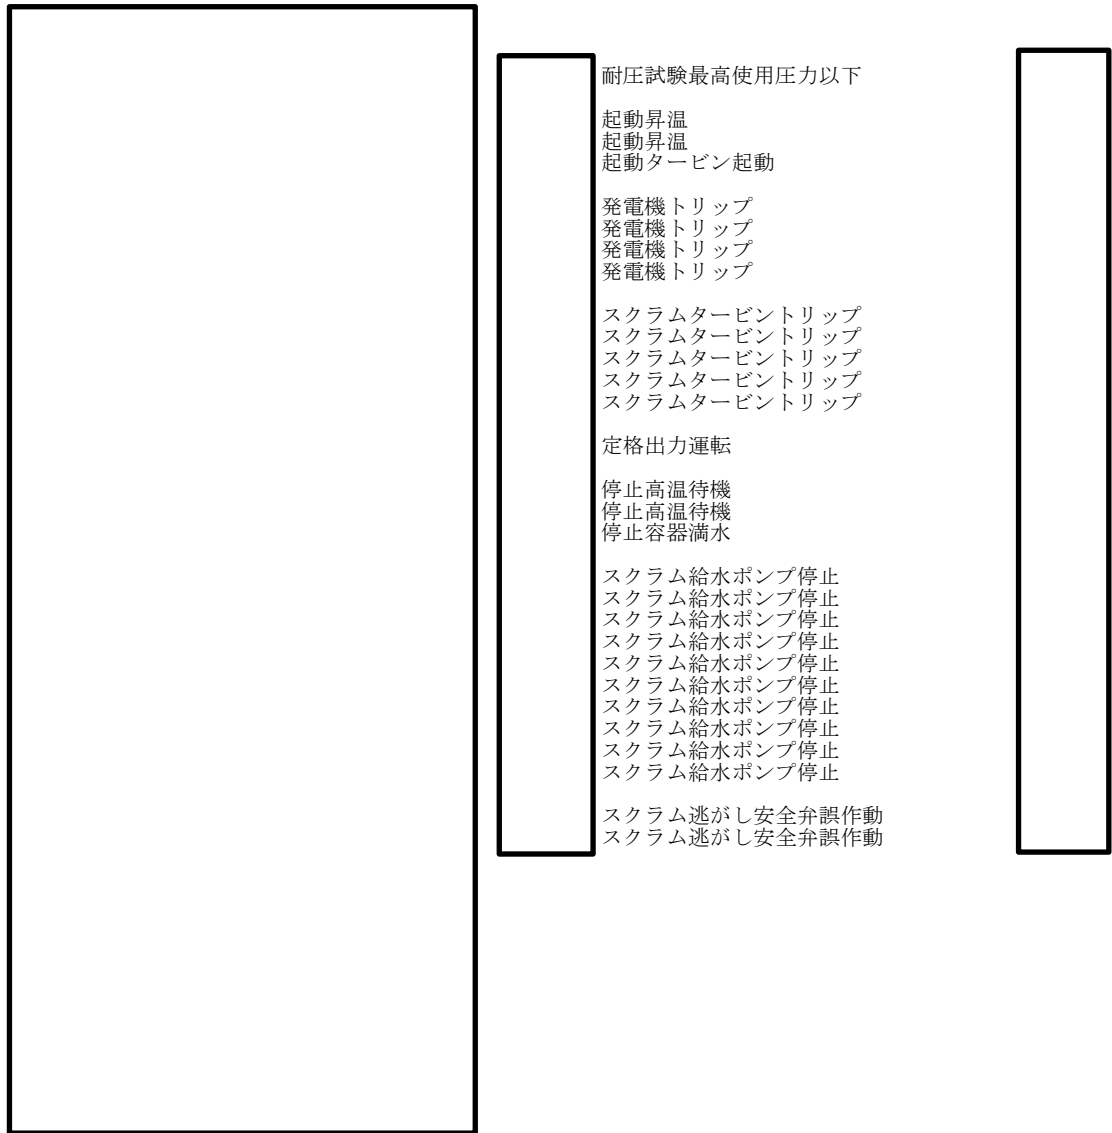 耐圧試験最高使用圧力以下
起動昇温
起動昇温
起動タービン起動
発電機トリップ
発電機トリップ
発電機トリップ
発電機トリップ
スクラムタービントリップ
スクラムタービントリップ
スクラムタービントリップ
スクラムタービントリップ
スクラムタービントリップ
定格出力運転
停止高温待機
停止高温待機
停止容器満水
スクラム給水ポンプ停止
スクラム給水ポンプ停止
スクラム給水ポンプ停止
スクラム給水ポンプ停止
スクラム給水ポンプ停止
スクラム給水ポンプ停止
スクラム給水ポンプ停止
スクラム給水ポンプ停止
スクラム給水ポンプ停止
スクラム給水ポンプ停止
スクラム逃がし安全弁誤作動
スクラム逃がし安全弁誤作動